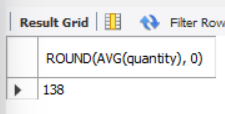 Result Grid Filter Row
ROUND(AVG(quantity), 0)
138